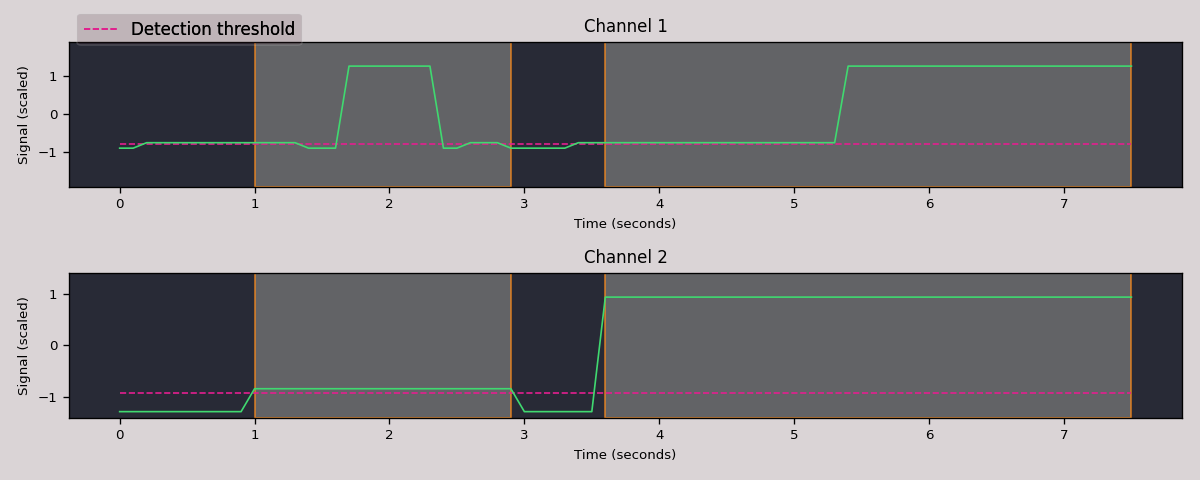 Detection threshold
Channel 1
Signal (scaled)
1
0
−1
0 1 2 3 4 5 6 7
Time (seconds)
Channel 2
Signal (scaled)
1
0
−1
0 1 2 3 4 5 6 7
Time (seconds)